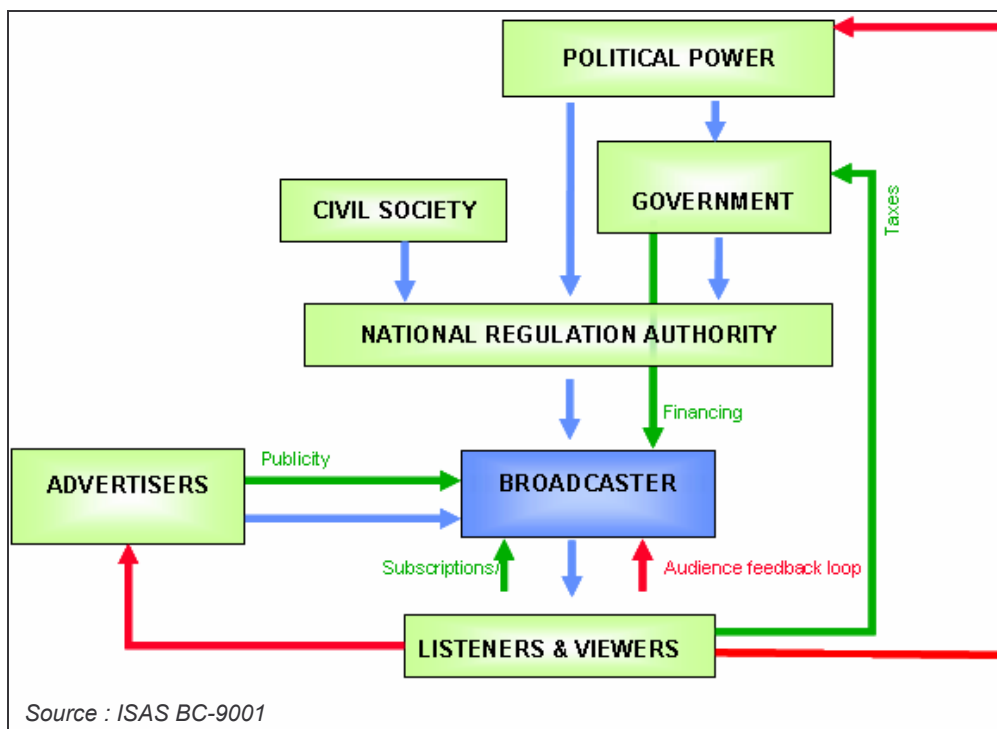 POLITICAL POWER
GOVERNMENT
CIVIL SOCIETY
Taxes
NATIONAL REGULATION AUTHORITY
Financing
Publicity
ADVERTISERS
BROADCASTER
Subscriptions/
Audience feedback loop
LISTENERS & VIEWERS
Source : ISAS BC-9001